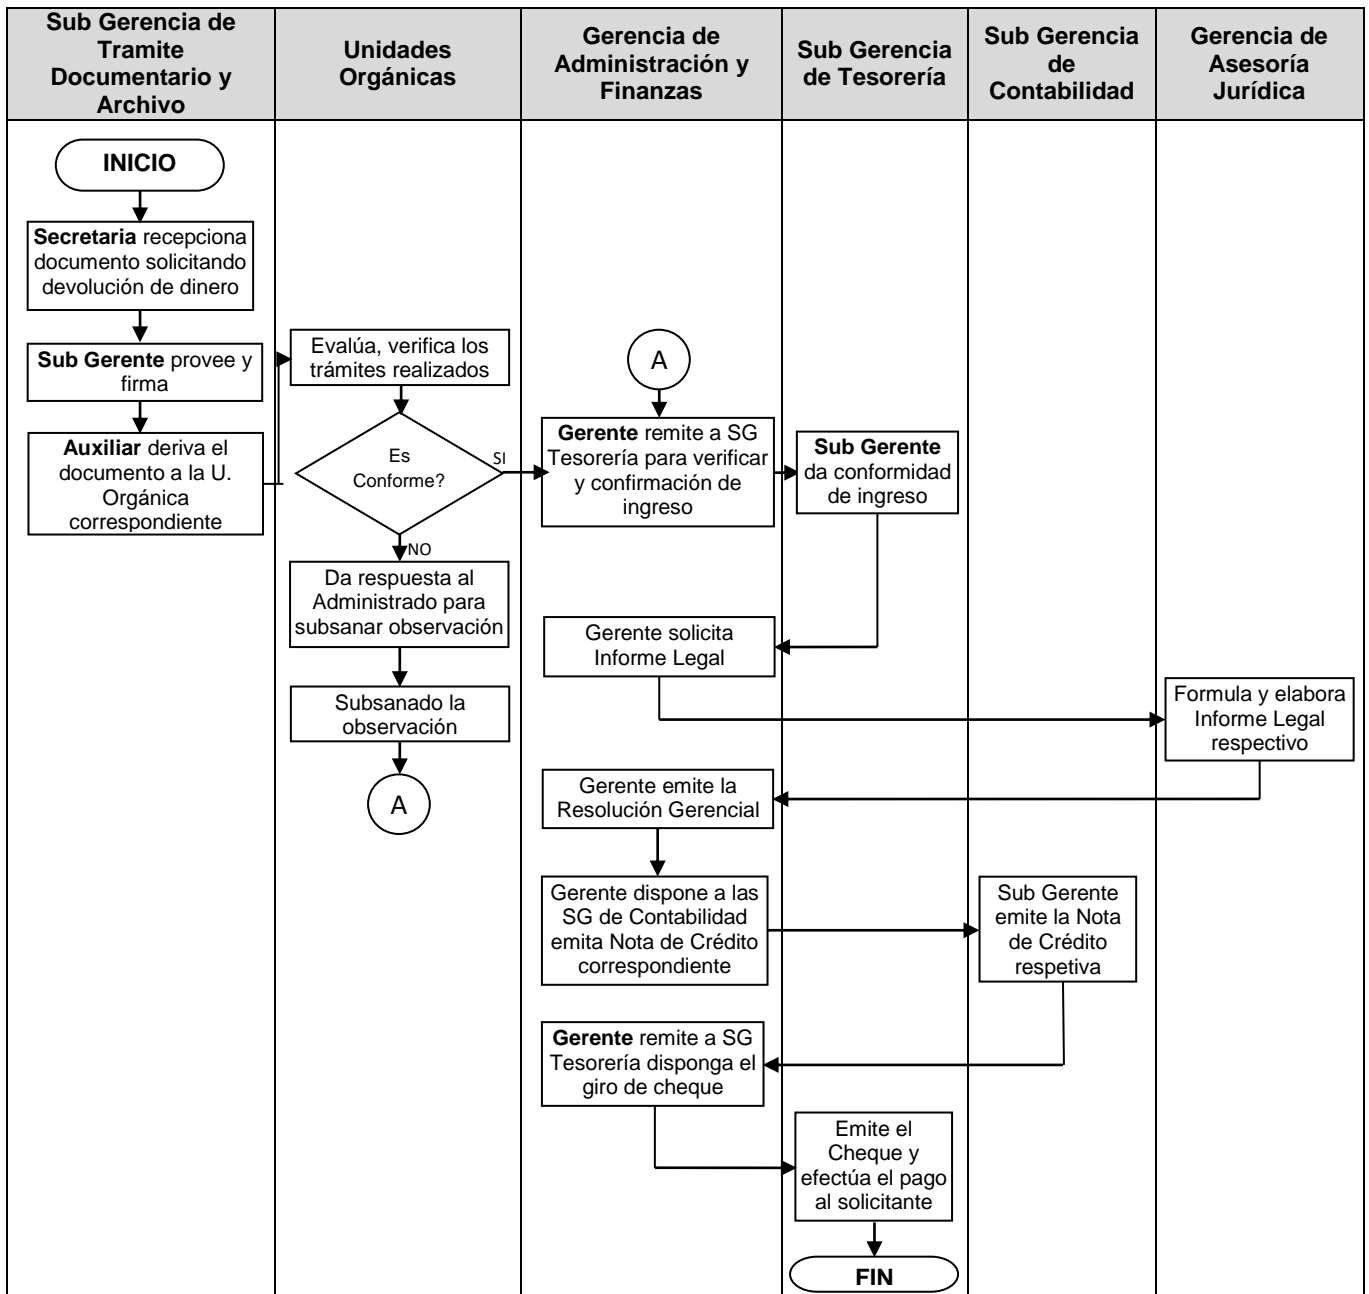 Sub Gerencia de
Tramite
Documentario y
Archivo
Unidades
Orgánicas
Gerencia de
Administración y
Finanzas
Sub Gerencia
de Tesorería
Sub Gerencia
de
Contabilidad
Gerencia de
Asesoría
Jurídica
INICIO
Secretaria recepciona
documento solicitando
devolución de dinero
Sub Gerente provee y
firma
Auxiliar deriva el
documento a la U.
Orgánica
correspondiente
Evalúa, verifica los
trámites realizados
Es
Conforme?
SI
NO
Da respuesta al
Administrado para
subsanar observación
Subsanado la
observación
A
A
Gerente remite a SG
Tesorería para verificar
y confirmación de
ingreso
Sub Gerente
da conformidad
de ingreso
Gerente solicita
Informe Legal
Formula y elabora
Informe Legal
respectivo
Gerente emite la
Resolución Gerencial
Gerente dispone a las
SG de Contabilidad
emita Nota de Crédito
correspondiente
Sub Gerente
emite la Nota
de Crédito
respetiva
Gerente remite a SG
Tesorería disponga el
giro de cheque
Emite el
Cheque y
efectúa el pago
al solicitante
FIN